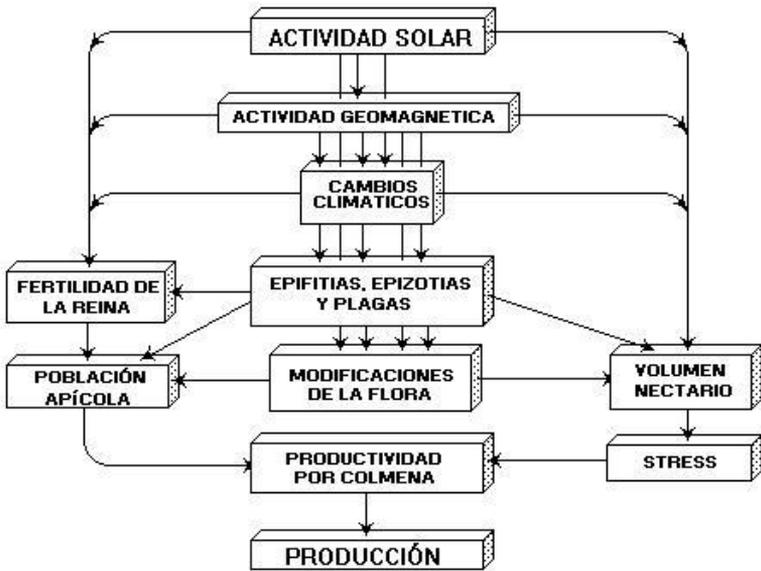 ACTIVIDAD SOLAR
ACTIVIDAD GEOMAGNETICA
CAMBIOS
CLIMATICOS
FERTILIDAD DE
LA REINA
EPIFITIAS, EPIZOTIAS
Y PLAGAS
POBLACIÓN
APÍCOLA
MODIFICACIONES
DE LA FLORA
VOLUMEN
NECTARIO
PRODUCTIVIDAD
POR COLMENA
STRESS
PRODUCCIÓN